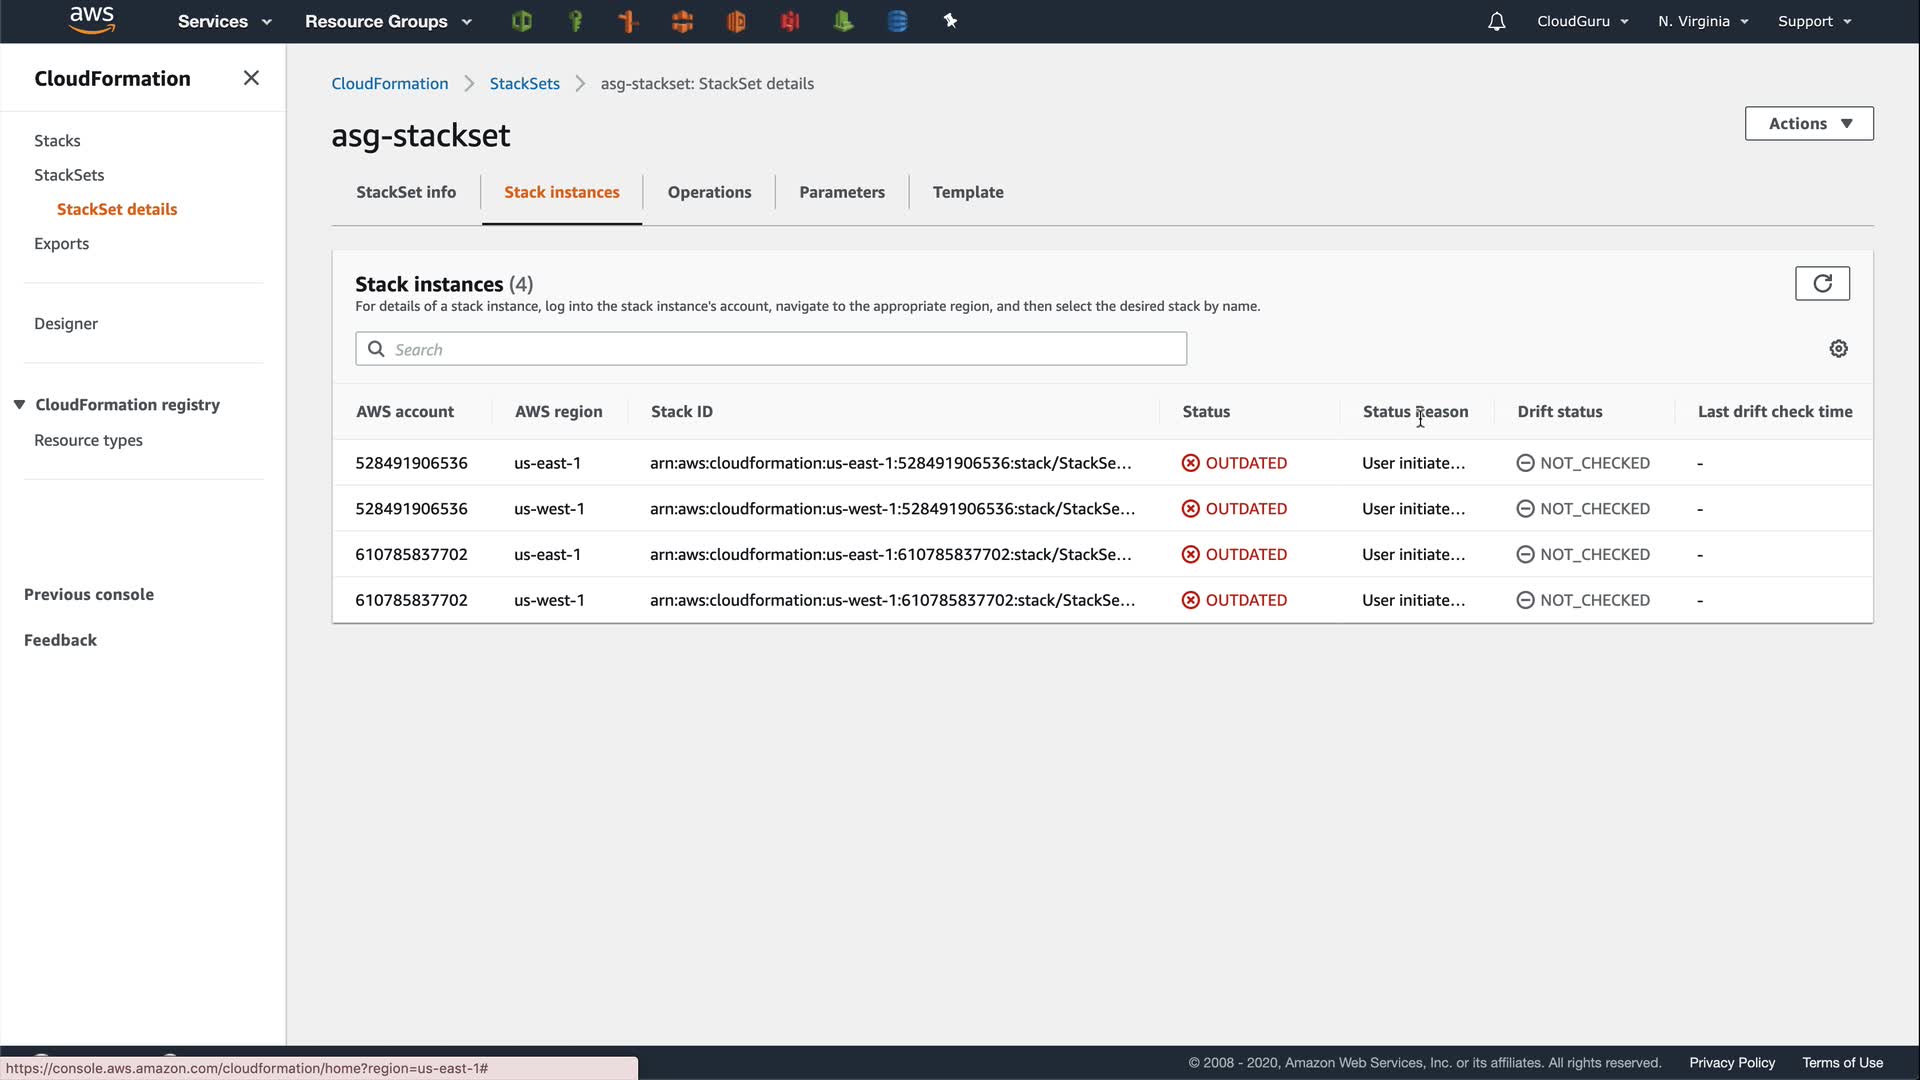 aws Services Resource Groups CloudGuru N. Virginia Support
CloudFormation
Stacks
StackSets
StackSet details
Exports
Designer
CloudFormation registry
Resource types
Previous console
Feedback
CloudFormation StackSets asg-stackset: StackSet details
asg-stackset
Actions
StackSet info Stack instances Operations Parameters Template
Stack instances (4)
For details of a stack instance, log into the stack instance's account, navigate to the appropriate region, and then select the desired stack by name.
Search
AWS account AWS region Stack ID Status Status Reason Drift status Last drift check time
528491906536 us-east-1 arn:aws:cloudformation:us-east-1:528491906536:stack/StackSe... OUTDATED User initiate... NOT_CHECKED -
528491906536 us-west-1 arn:aws:cloudformation:us-west-1:528491906536:stack/StackSe... OUTDATED User initiate... NOT_CHECKED -
610785837702 us-east-1 arn:aws:cloudformation:us-east-1:610785837702:stack/StackSe... OUTDATED User initiate... NOT_CHECKED -
610785837702 us-west-1 arn:aws:cloudformation:us-west-1:610785837702:stack/StackSe... OUTDATED User initiate... NOT_CHECKED -
https://console.aws.amazon.com/cloudformation/home?region=us-east-1#
© 2008 - 2020, Amazon Web Services, Inc. or its affiliates. All rights reserved. Privacy Policy Terms of Use